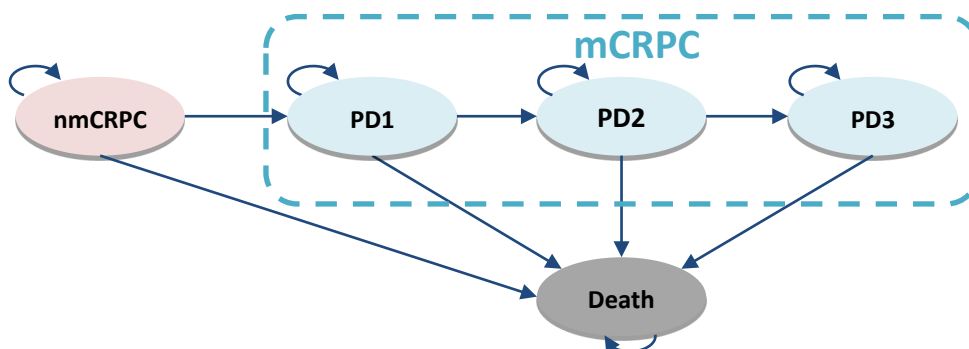 mCRPC
nmCRPC
PD1
PD2
PD3
Death